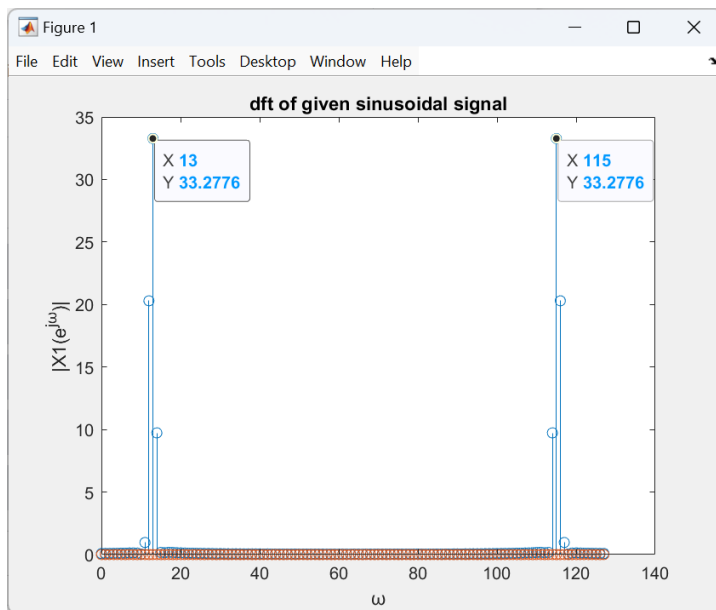 Figure 1
File Edit View Insert Tools Desktop Window Help
dft of given sinusoidal signal
35
30
25
20
15
10
5
0
|X1(e^jω)|
X 13
Y 33.2776
X 115
Y 33.2776
0 20 40 60 80 100 120 140
ω